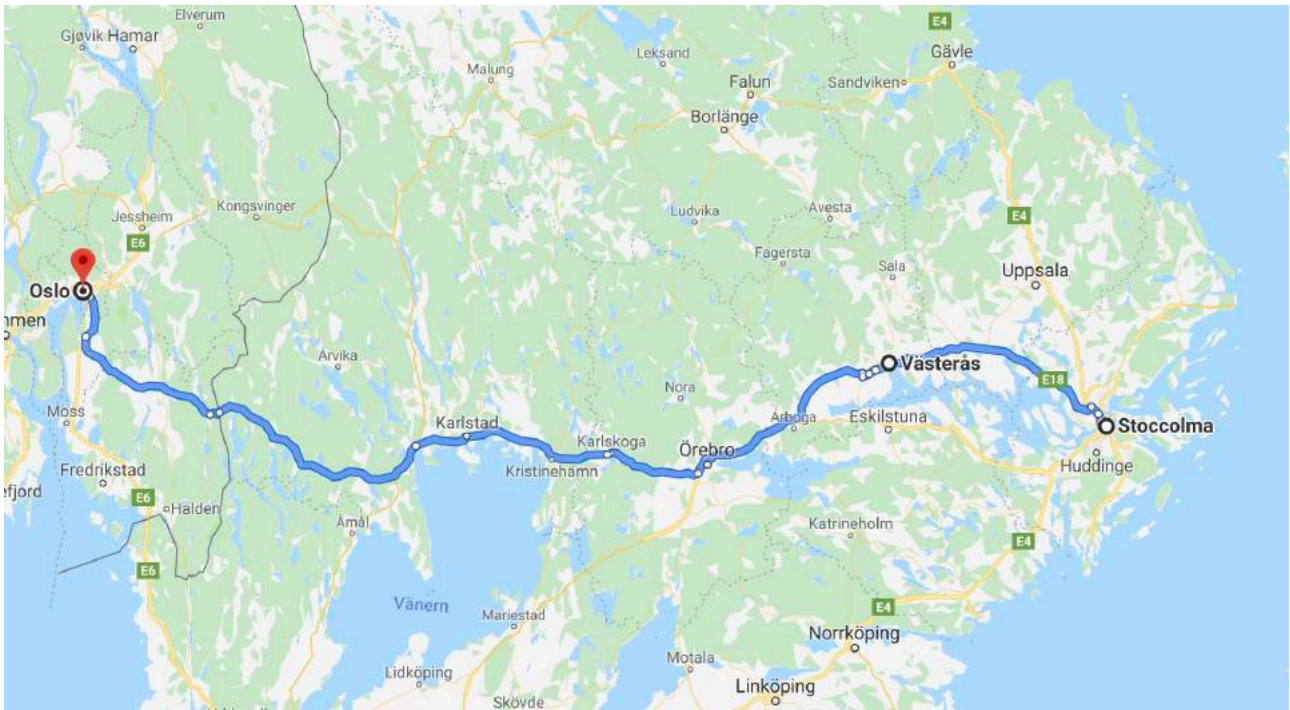 Elverum
Gjøvik Hamar
E4
Leksand
Gävle
Malung
Falun
Sandviken
Borlänge
Jessheim
Kongsvinger
Ludvika
Avesta
E4
E6
Fagersta
Sala
Uppsala
Oslo
mmen
Arvika
Västerås
Nora
E18
Moss
Karlstad
Karlskoga
Arboga
Eskilstuna
Stoccolma
Örebro
Huddinge
Kristinehamn
Fredrikstad
efjord
E6
Halden
Åmål
Katrineholm
E4
E6
Vänern
Mariestad
E4
Norrköping
Motala
Lidköping
Linköping
Skövde